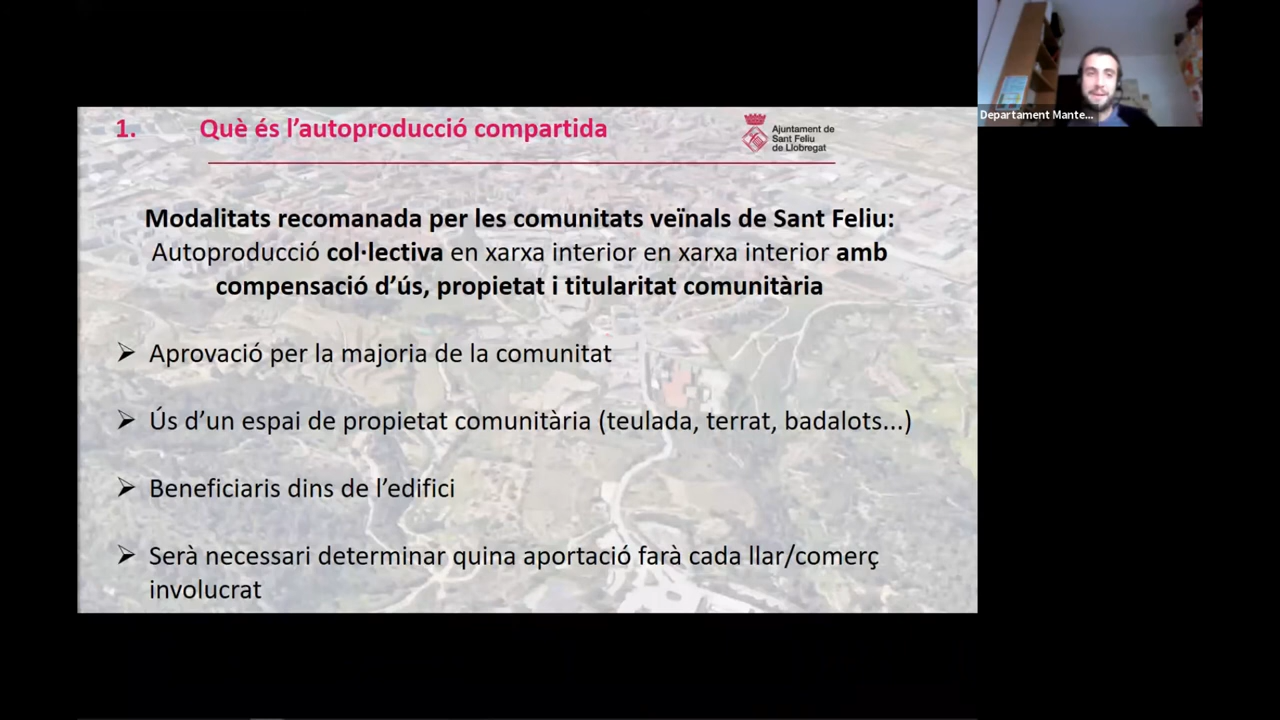 1. Què és l’autoproducció compartida
Ajuntament de
Sant Feliu
de Llobregat
Departament Mante...
Modalitats recomanada per les comunitats veïnals de Sant Feliu:
Autoproducció col·lectiva en xarxa interior en xarxa interior amb
compensació d’ús, propietat i titularitat comunitària
➢ Aprovació per la majoria de la comunitat
➢ Ús d’un espai de propietat comunitària (teulada, terrat, badalots...)
➢ Beneficiaris dins de l’edifici
➢ Serà necessari determinar quina aportació farà cada llar/comerç
involucrat